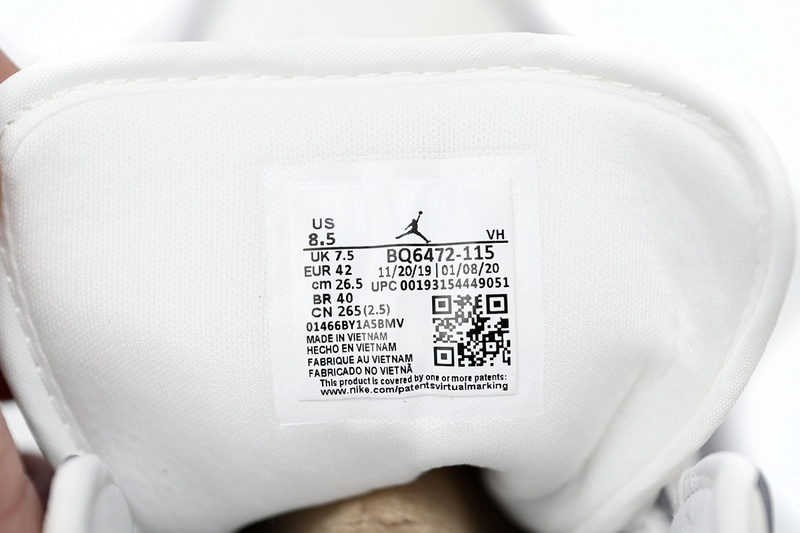 US
8.5
VH
UK 7.5
BQ6472-115
EUR 42
11/20/19 | 01/08/20
cm 26.5
UPC 00193154449051
BR 40
CN 265(2.5)
01466BY1A5BMV
MADE IN VIETNAM
HECHO EN VIETNAM
FABRIQUE AU VIETNAM
FABRICADO NO VIETNÃ
This product is covered by one or more patents:
www.nike.com/patentsvirtualmarking